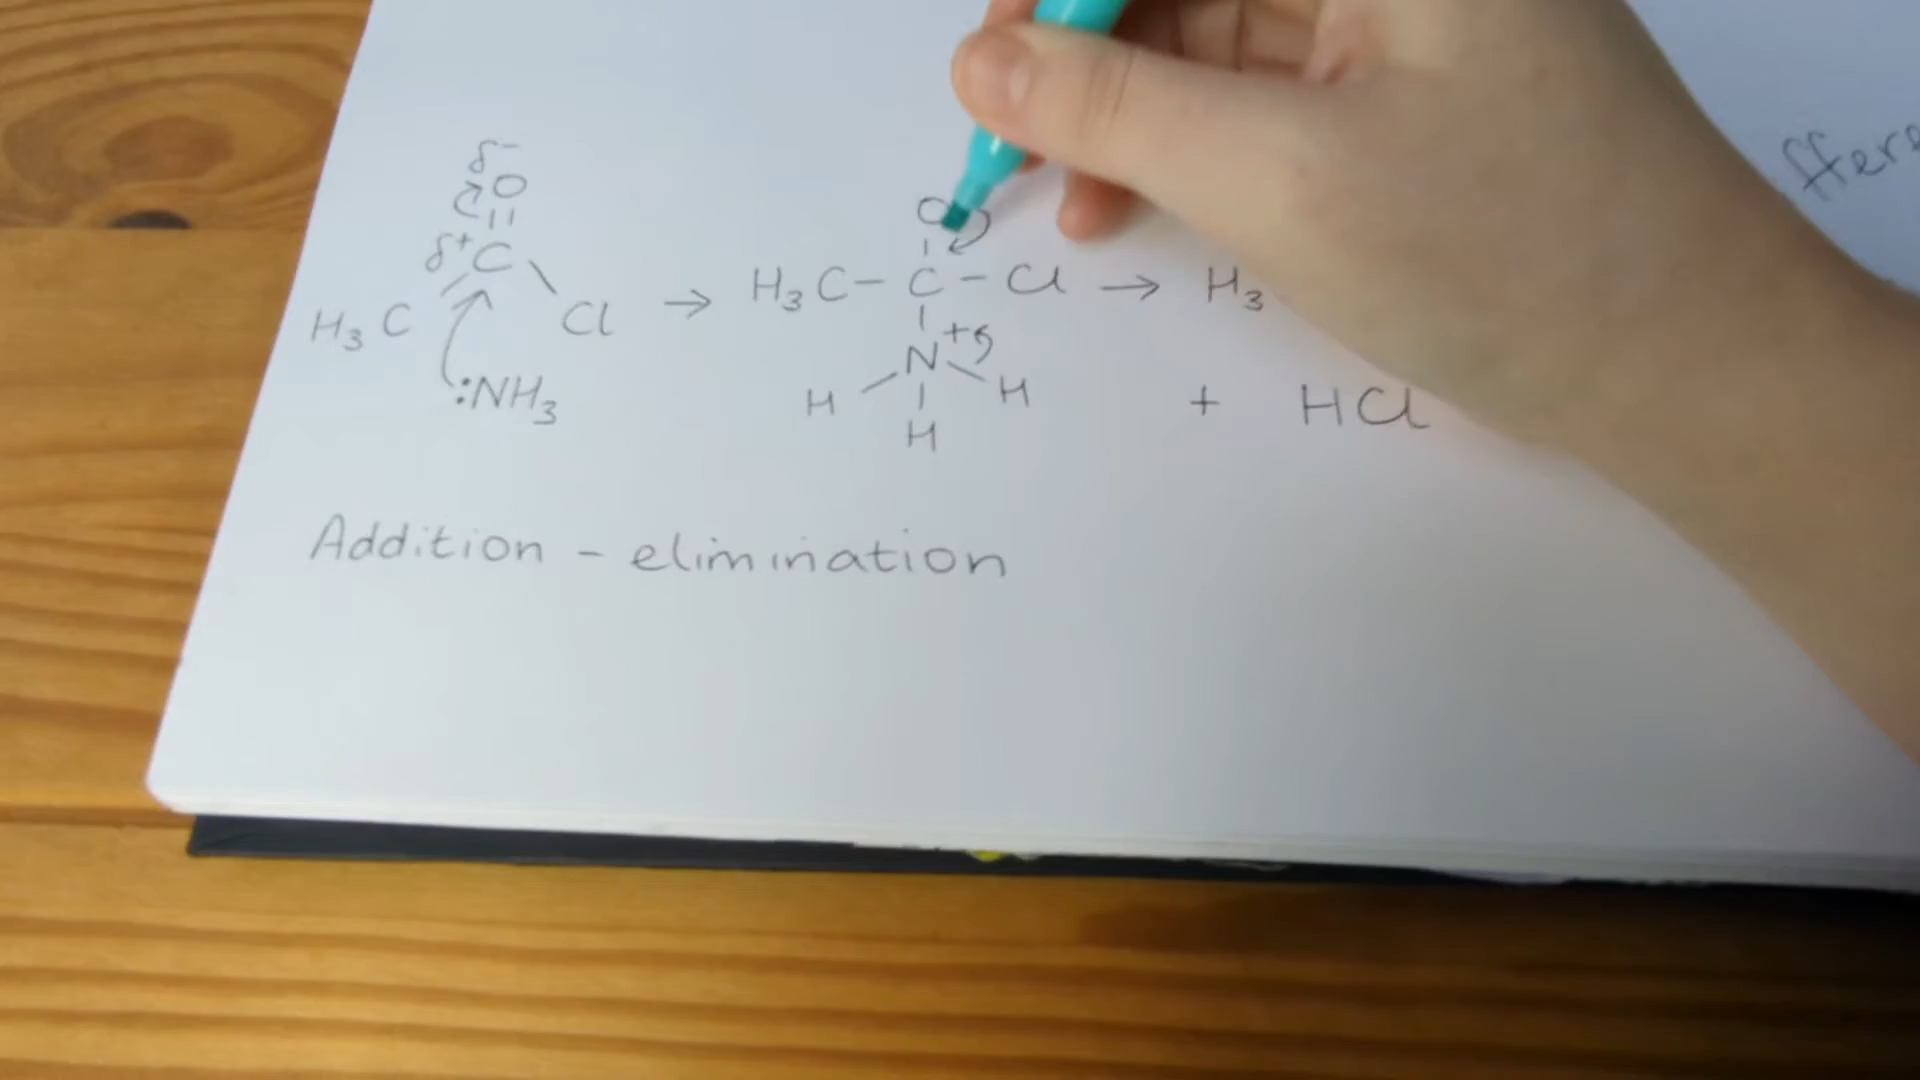 δ-
O
δ+ C
H3C Cl
:NH3
→
O
H3C - C - Cl
N+
H H
H
→ H3
+ HCl
Addition - elimination